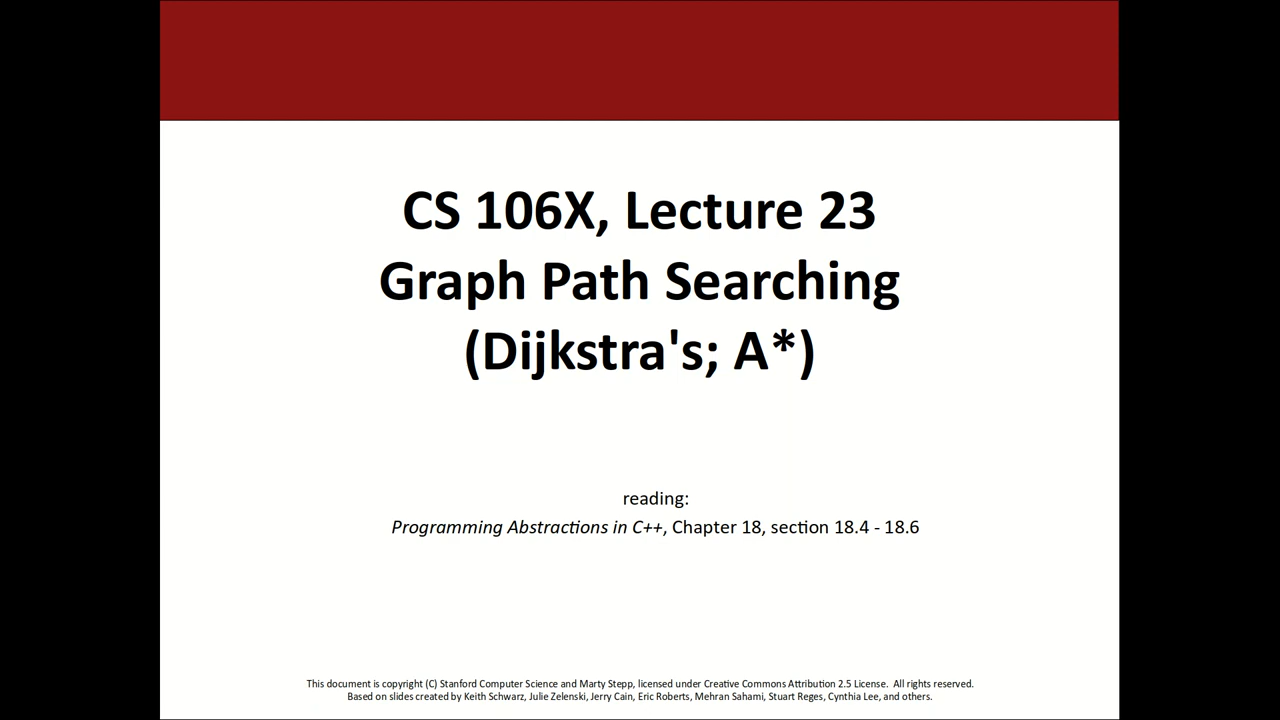 CS 106X, Lecture 23
Graph Path Searching
(Dijkstra's; A*)
reading:
Programming Abstractions in C++, Chapter 18, section 18.4 - 18.6
This document is copyright (C) Stanford Computer Science and Marty Stepp, licensed under Creative Commons Attribution 2.5 License.  All rights reserved.
Based on slides created by Keith Schwarz, Julie Zelenski, Jerry Cain, Eric Roberts, Mehran Sahami, Stuart Reges, Cynthia Lee, and others.